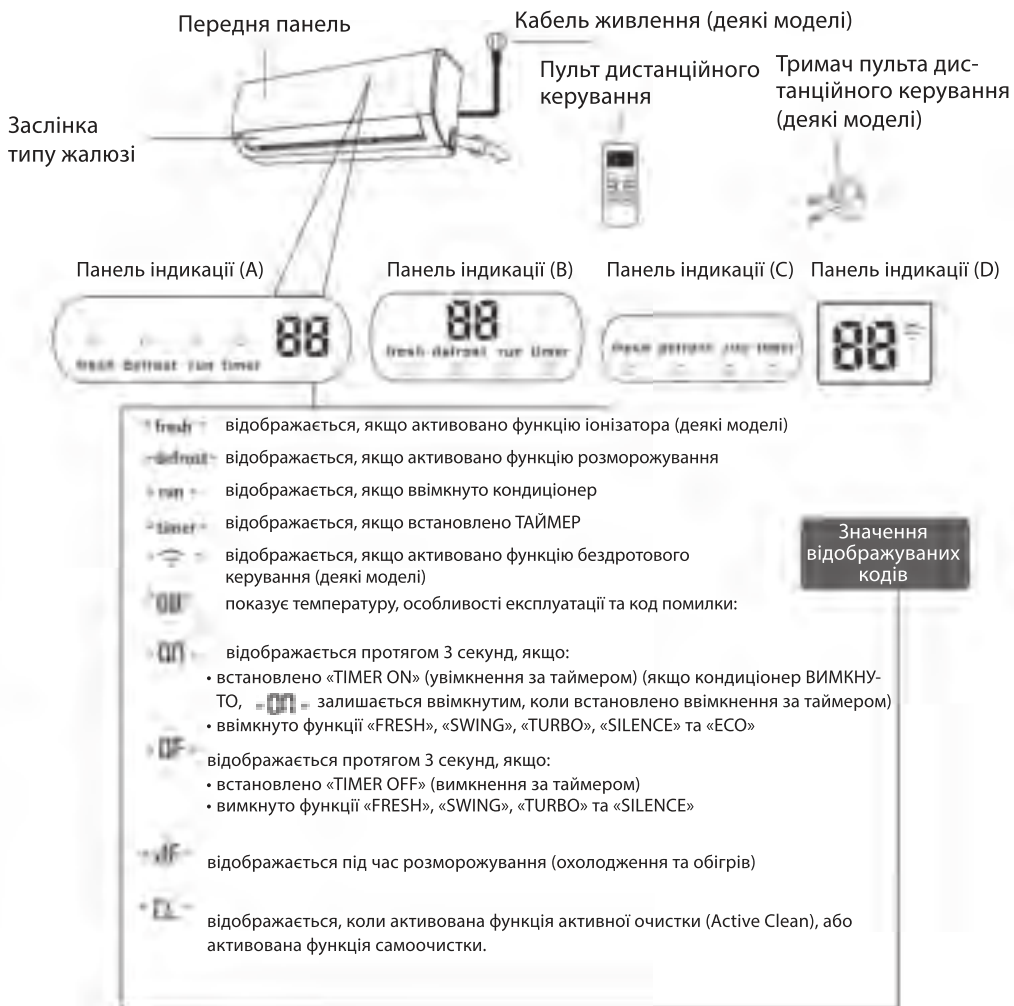 Передня панель
Кабель живлення (деякі моделі)
Пульт дистанційного
керування
Тримач пульта дис-
танційного керування
(деякі моделі)
Заслінка
типу жалюзі
Панель індикації (A)
Панель індикації (B)
Панель індикації (C)
Панель індикації (D)
88
fresh defrost run timer
88
fresh defrost run timer
88
fresh відображається, якщо активовано функцію іонізатора (деякі моделі)
defrost відображається, якщо активовано функцію розморожування
run відображається, якщо ввімкнуто кондиціонер
timer відображається, якщо встановлено ТАЙМЕР
відображається, якщо активовано функцію бездротового
керування (деякі моделі)
показує температуру, особливості експлуатації та код помилки:
Значення
відображуваних
кодів
ON відображається протягом 3 секунд, якщо:
• встановлено «TIMER ON» (увімкнення за таймером) (якщо кондиціонер ВИМКНУ-
ТО, ON залишається ввімкнутим, коли встановлено ввімкнення за таймером)
• ввімкнуто функції «FRESH», «SWING», «TURBO», «SILENCE» та «ECO»
OF відображається протягом 3 секунд, якщо:
• встановлено «TIMER OFF» (вимкнення за таймером)
• вимкнуто функції «FRESH», «SWING», «TURBO» та «SILENCE»
dF відображається під час розморожування (охолодження та обігрів)
відображається, коли активована функція активної очистки (Active Clean), або
активована функція самоочистки.